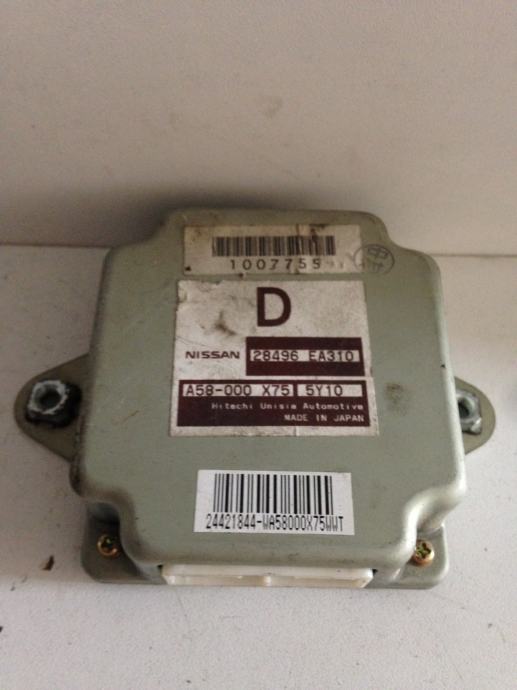 1007755
D
NISSAN 28496 EA310
A58-000 X75 5Y10
Hitachi Unisia Automotive
MADE IN JAPAN
24421844-WA58000X75WWT